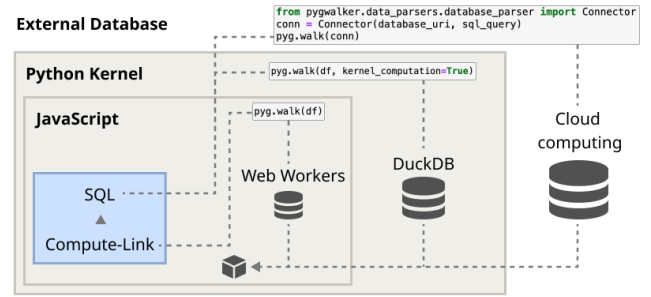 External Database
from pygwalker.data_parsers.database_parser import Connector
conn = Connector(database_uri, sql_query)
pyg.walk(conn)
Python Kernel
pyg.walk(df, kernel_computation=True)
JavaScript
pyg.walk(df)
Cloud
computing
DuckDB
Web Workers
SQL
Compute-Link